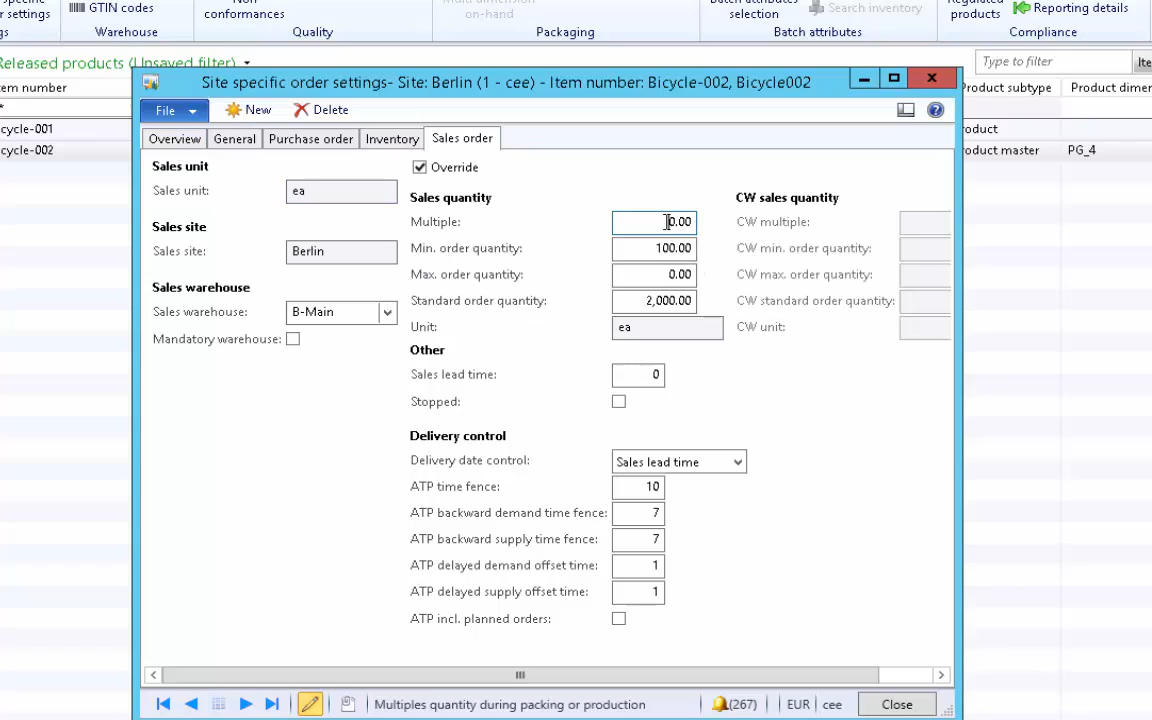 GTIN codes
conformances
on-hand
selection
Search inventory
products
Reporting details
Warehouse
Quality
Packaging
Batch attributes
Compliance
Released products (Unsaved filter)
Type to filter
Site specific order settings- Site: Berlin (1 - cee) - Item number: Bicycle-002, Bicycle002
Product subtype
Product dimen
File
New
Delete
Overview
General
Purchase order
Inventory
Sales order
cycle-001
cycle-002
roduct
roduct master
PG_4
Sales unit
Sales unit: ea
Sales site
Sales site: Berlin
Sales warehouse
Sales warehouse: B-Main
Mandatory warehouse:
Override
Sales quantity
Multiple: 0.00
Min. order quantity: 100.00
Max. order quantity: 0.00
Standard order quantity: 2,000.00
Unit: ea
Other
Sales lead time: 0
Stopped:
Delivery control
Delivery date control: Sales lead time
ATP time fence: 10
ATP backward demand time fence: 7
ATP backward supply time fence: 7
ATP delayed demand offset time: 1
ATP delayed supply offset time: 1
ATP incl. planned orders:
CW sales quantity
CW multiple:
CW min. order quantity:
CW max. order quantity:
CW standard order quantity:
CW unit:
Multiples quantity during packing or production
(267)
EUR
cee
Close